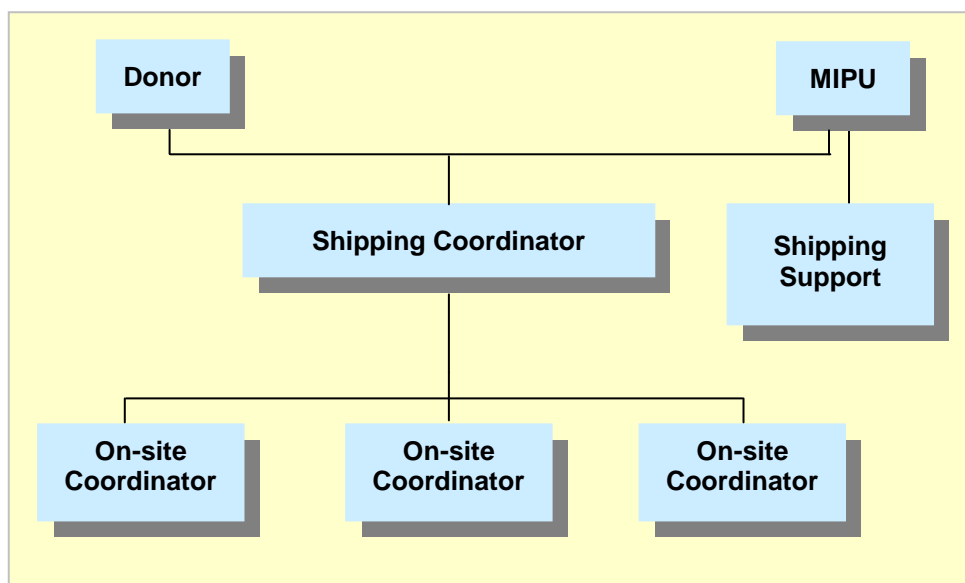 Donor
MIPU
Shipping Coordinator
Shipping
Support
On-site
Coordinator
On-site
Coordinator
On-site
Coordinator